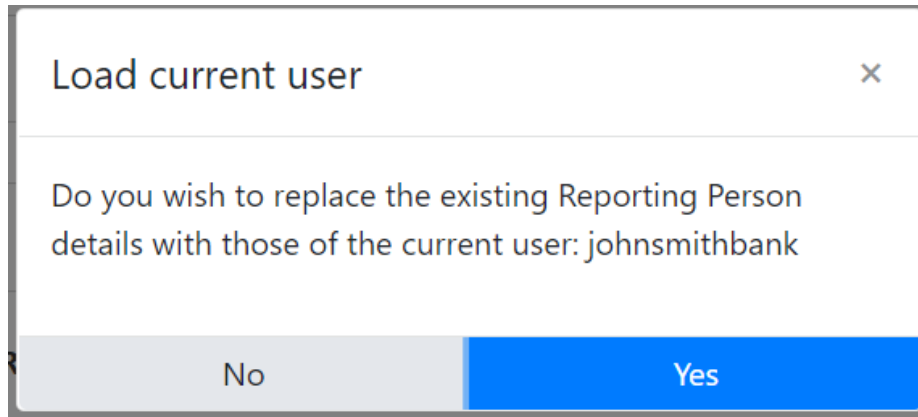 Load current user
×
Do you wish to replace the existing Reporting Person
details with those of the current user: johnsmithbank
No
Yes